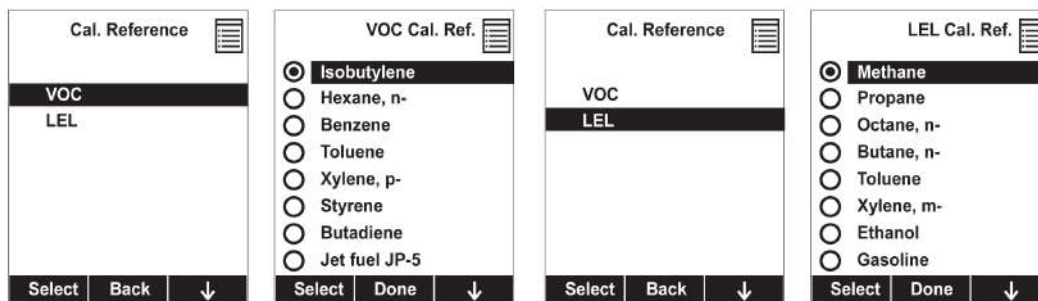 Cal. Reference
VOC
LEL
Select Back ↓
VOC Cal. Ref.
Isobutylene
Hexane, n-
Benzene
Toluene
Xylene, p-
Styrene
Butadiene
Jet fuel JP-5
Select Done ↓
Cal. Reference
VOC
LEL
Select Back ↓
LEL Cal. Ref.
Methane
Propane
Octane, n-
Butane, n-
Toluene
Xylene, m-
Ethanol
Gasoline
Select Done ↓